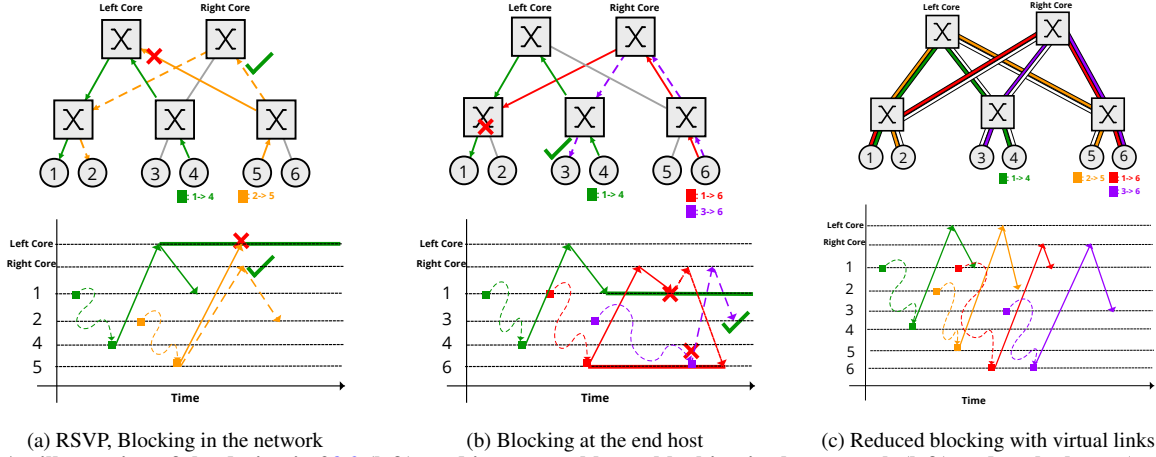 Left Core Right Core
1 2 3 4 5 6
: 1-> 4 : 2-> 5
Left Core
Right Core
1
2
4
5
Time
(a) RSVP, Blocking in the network
Left Core Right Core
1 2 3 4 5 6
: 1-> 4 : 1-> 6
: 3-> 6
Left Core
Right Core
1
3
4
6
Time
(b) Blocking at the end host
Left Core Right Core
1 2 3 4 5 6
: 1-> 4 : 2-> 5 : 1-> 6
: 3-> 6
Left Core
Right Core
1
2
3
4
5
6
Time
(c) Reduced blocking with virtual links